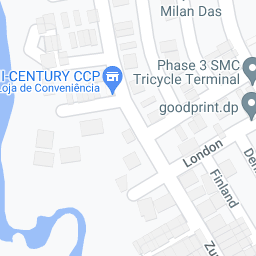 Milan Das
Phase 3 SMC
Tricycle Terminal
I-CENTURY CCP
Loja de Conveniência
goodprint.dp
London
Finland